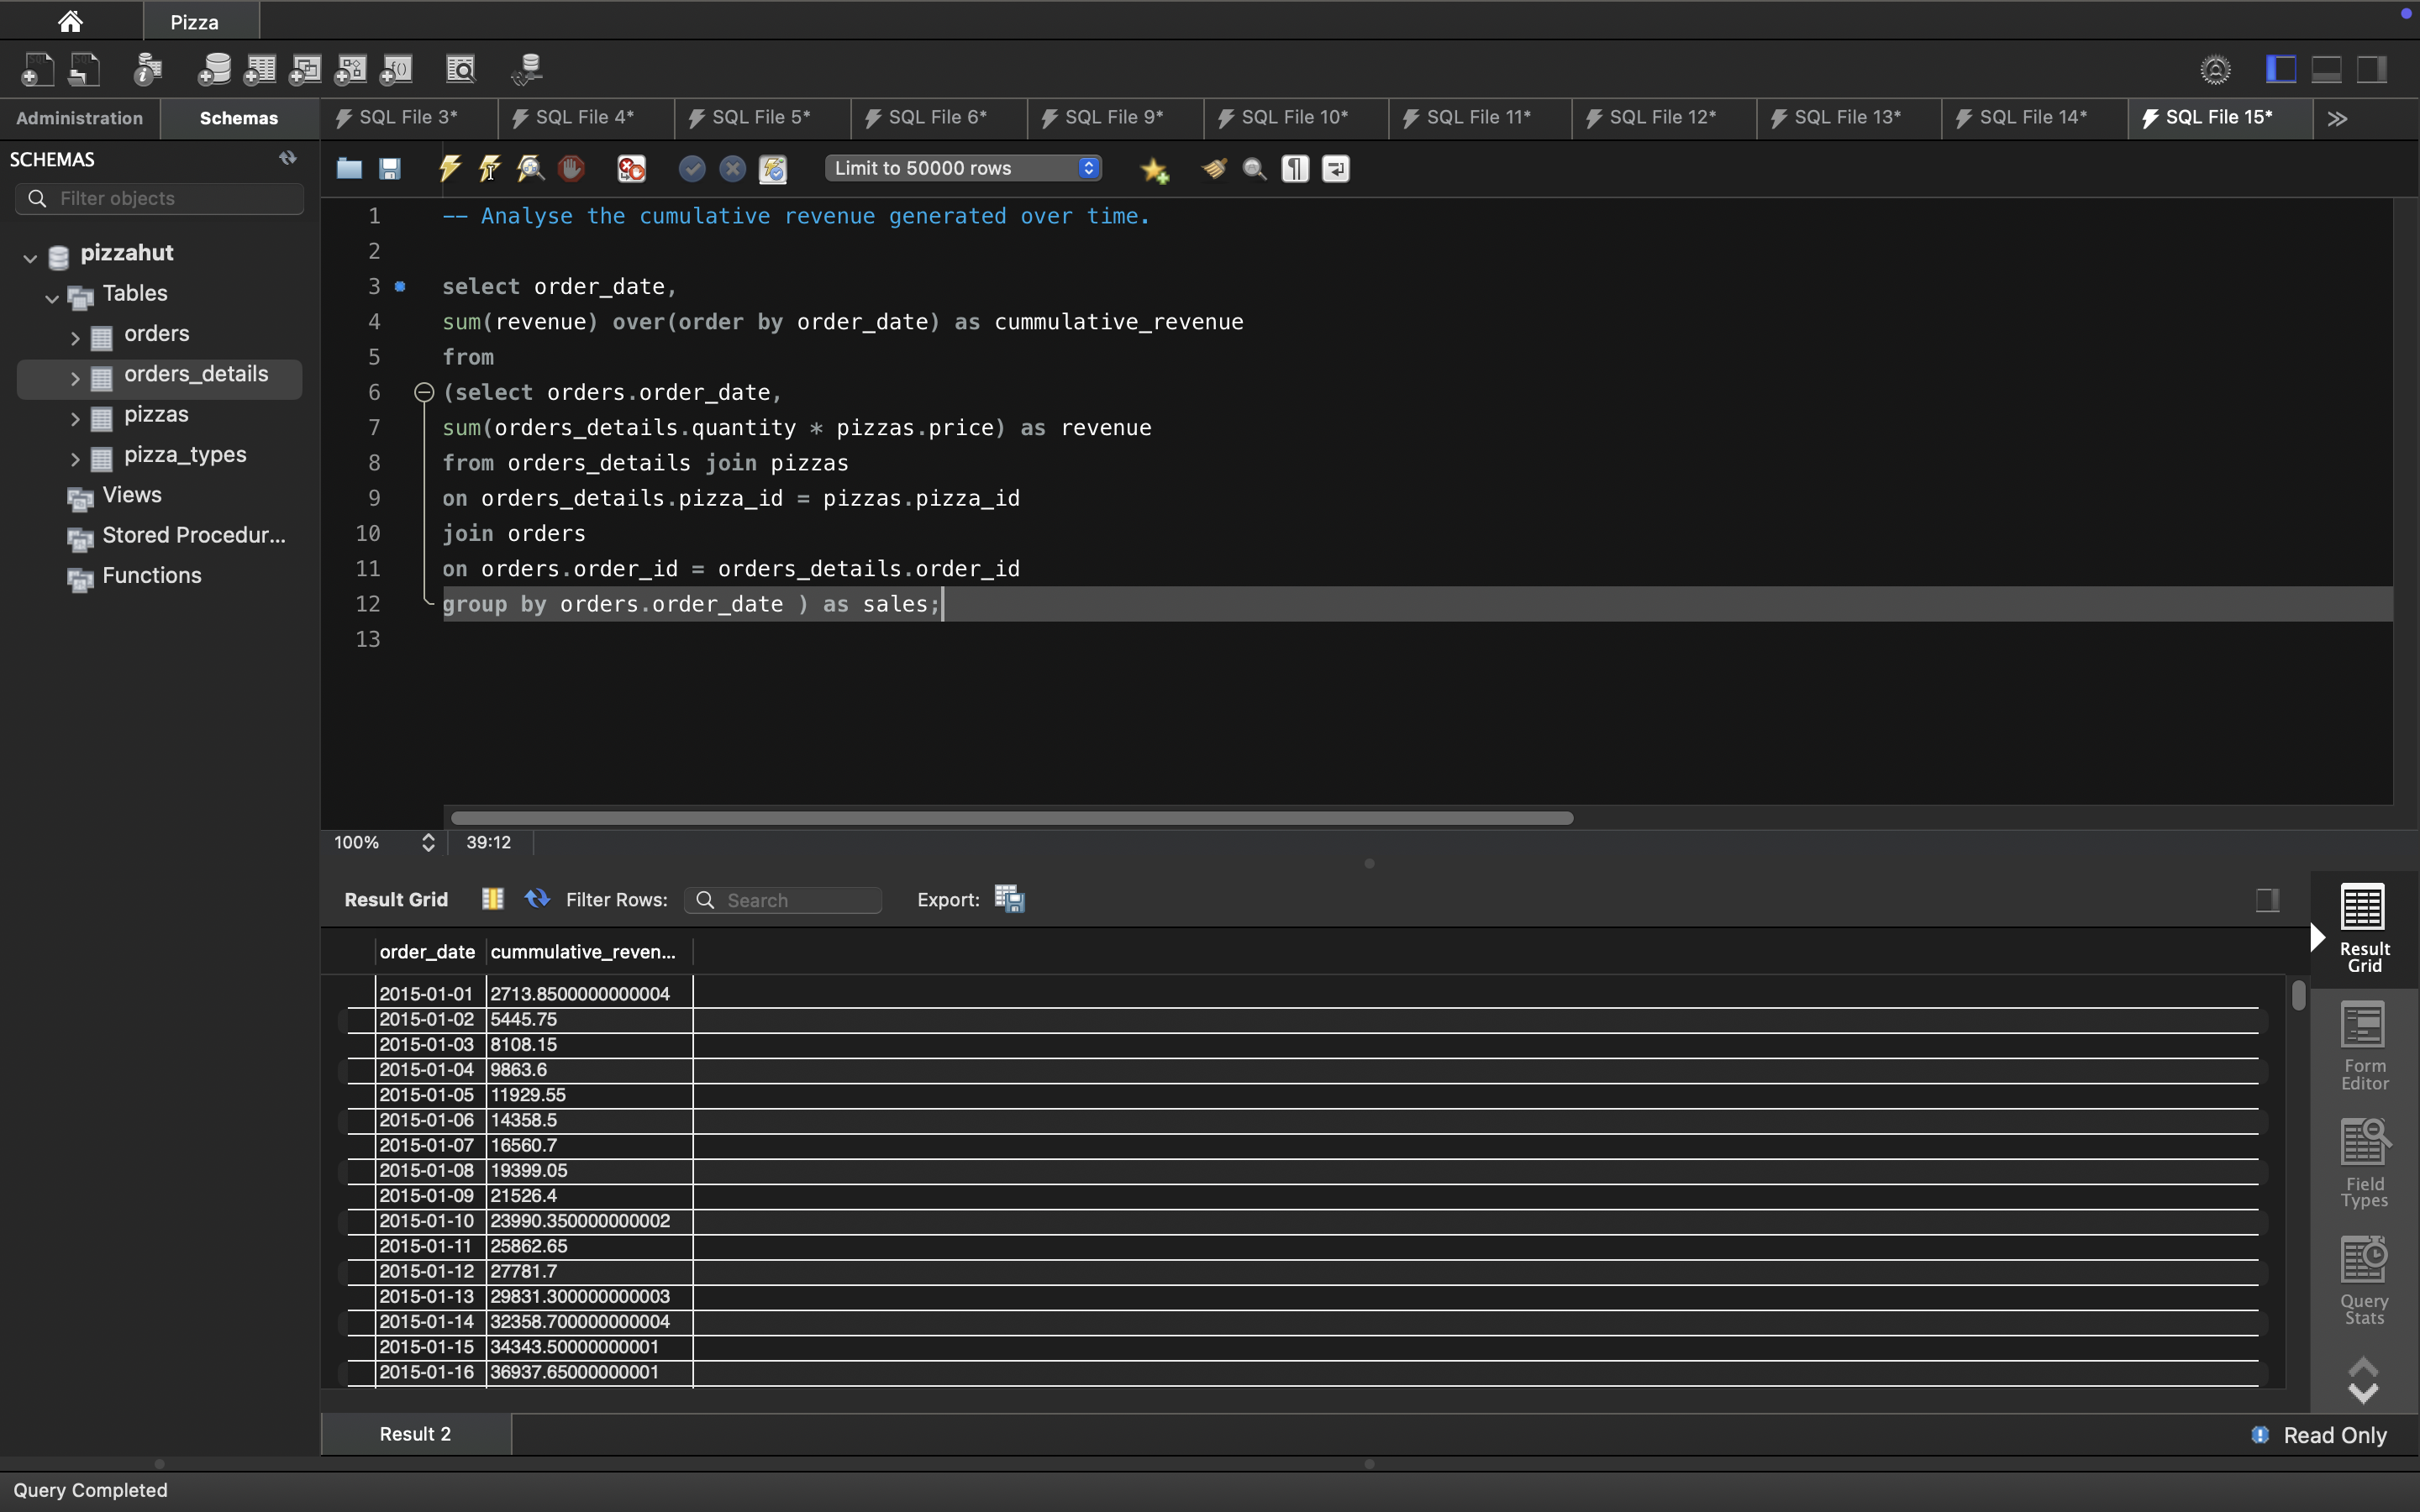 Pizza
Administration
Schemas
SQL File 3*
SQL File 4*
SQL File 5*
SQL File 6*
SQL File 9*
SQL File 10*
SQL File 11*
SQL File 12*
SQL File 13*
SQL File 14*
SQL File 15*
SCHEMAS
Filter objects
pizzahut
Tables
orders
orders_details
pizzas
pizza_types
Views
Stored Procedur...
Functions
Limit to 50000 rows
1 -- Analyse the cumulative revenue generated over time.
2
3 select order_date,
4 sum(revenue) over(order by order_date) as cummulative_revenue
5 from
6 (select orders.order_date,
7 sum(orders_details.quantity * pizzas.price) as revenue
8 from orders_details join pizzas
9 on orders_details.pizza_id = pizzas.pizza_id
10 join orders
11 on orders.order_id = orders_details.order_id
12 group by orders.order_date ) as sales;
13
100% 39:12
Result Grid Filter Rows: Search Export:
order_date cummulative_reven...
2015-01-01 2713.8500000000004
2015-01-02 5445.75
2015-01-03 8108.15
2015-01-04 9863.6
2015-01-05 11929.55
2015-01-06 14358.5
2015-01-07 16560.7
2015-01-08 19399.05
2015-01-09 21526.4
2015-01-10 23990.350000000002
2015-01-11 25862.65
2015-01-12 27781.7
2015-01-13 29831.300000000003
2015-01-14 32358.700000000004
2015-01-15 34343.50000000001
2015-01-16 36937.65000000001
Result
Grid
Form
Editor
Field
Types
Query
Stats
Result 2
Read Only
Query Completed